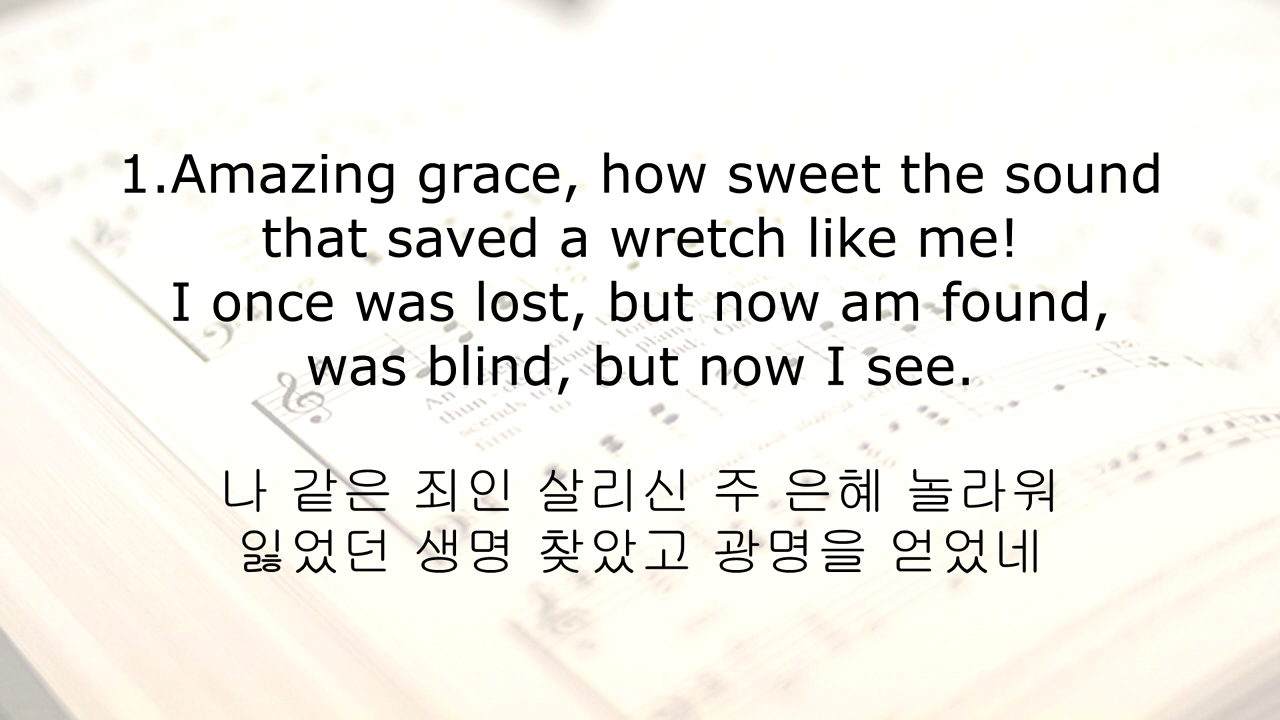 1.Amazing grace, how sweet the sound
that saved a wretch like me!
I once was lost, but now am found,
was blind, but now I see.
나 같은 죄인 살리신 주 은혜 놀라워
잃었던 생명 찾았고 광명을 얻었네